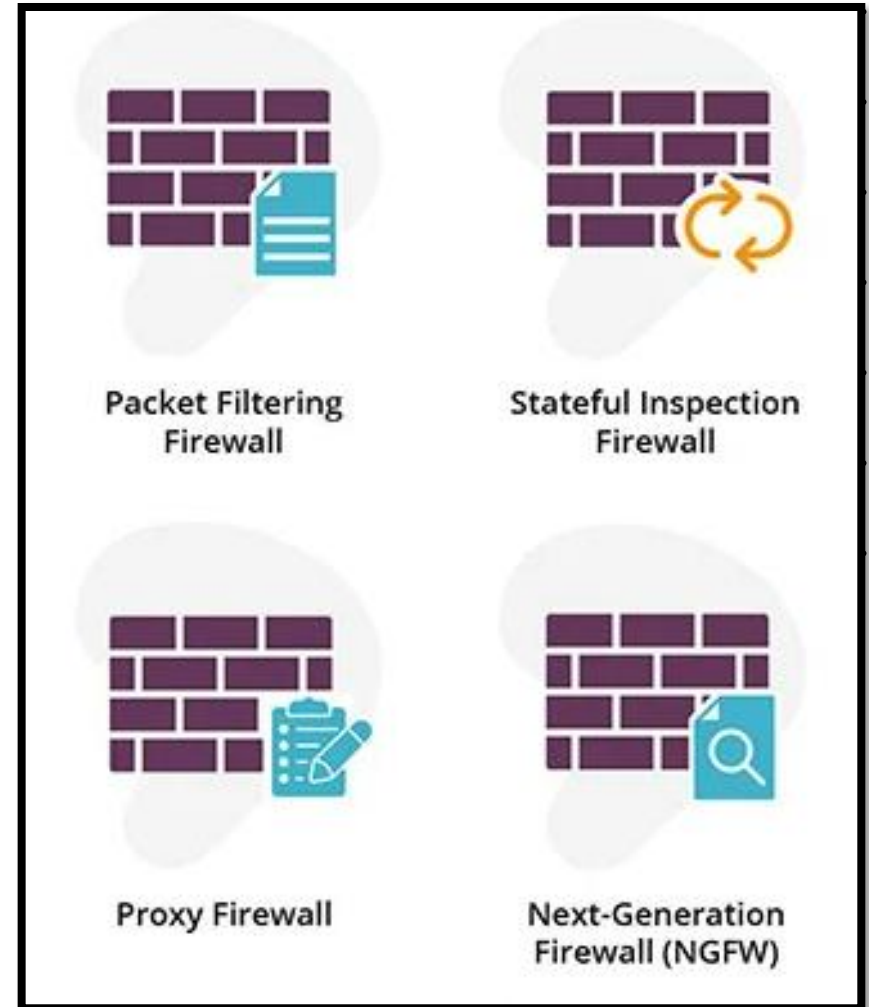 Packet Filtering
Firewall
Stateful Inspection
Firewall
Proxy Firewall
Next-Generation
Firewall (NGFW)